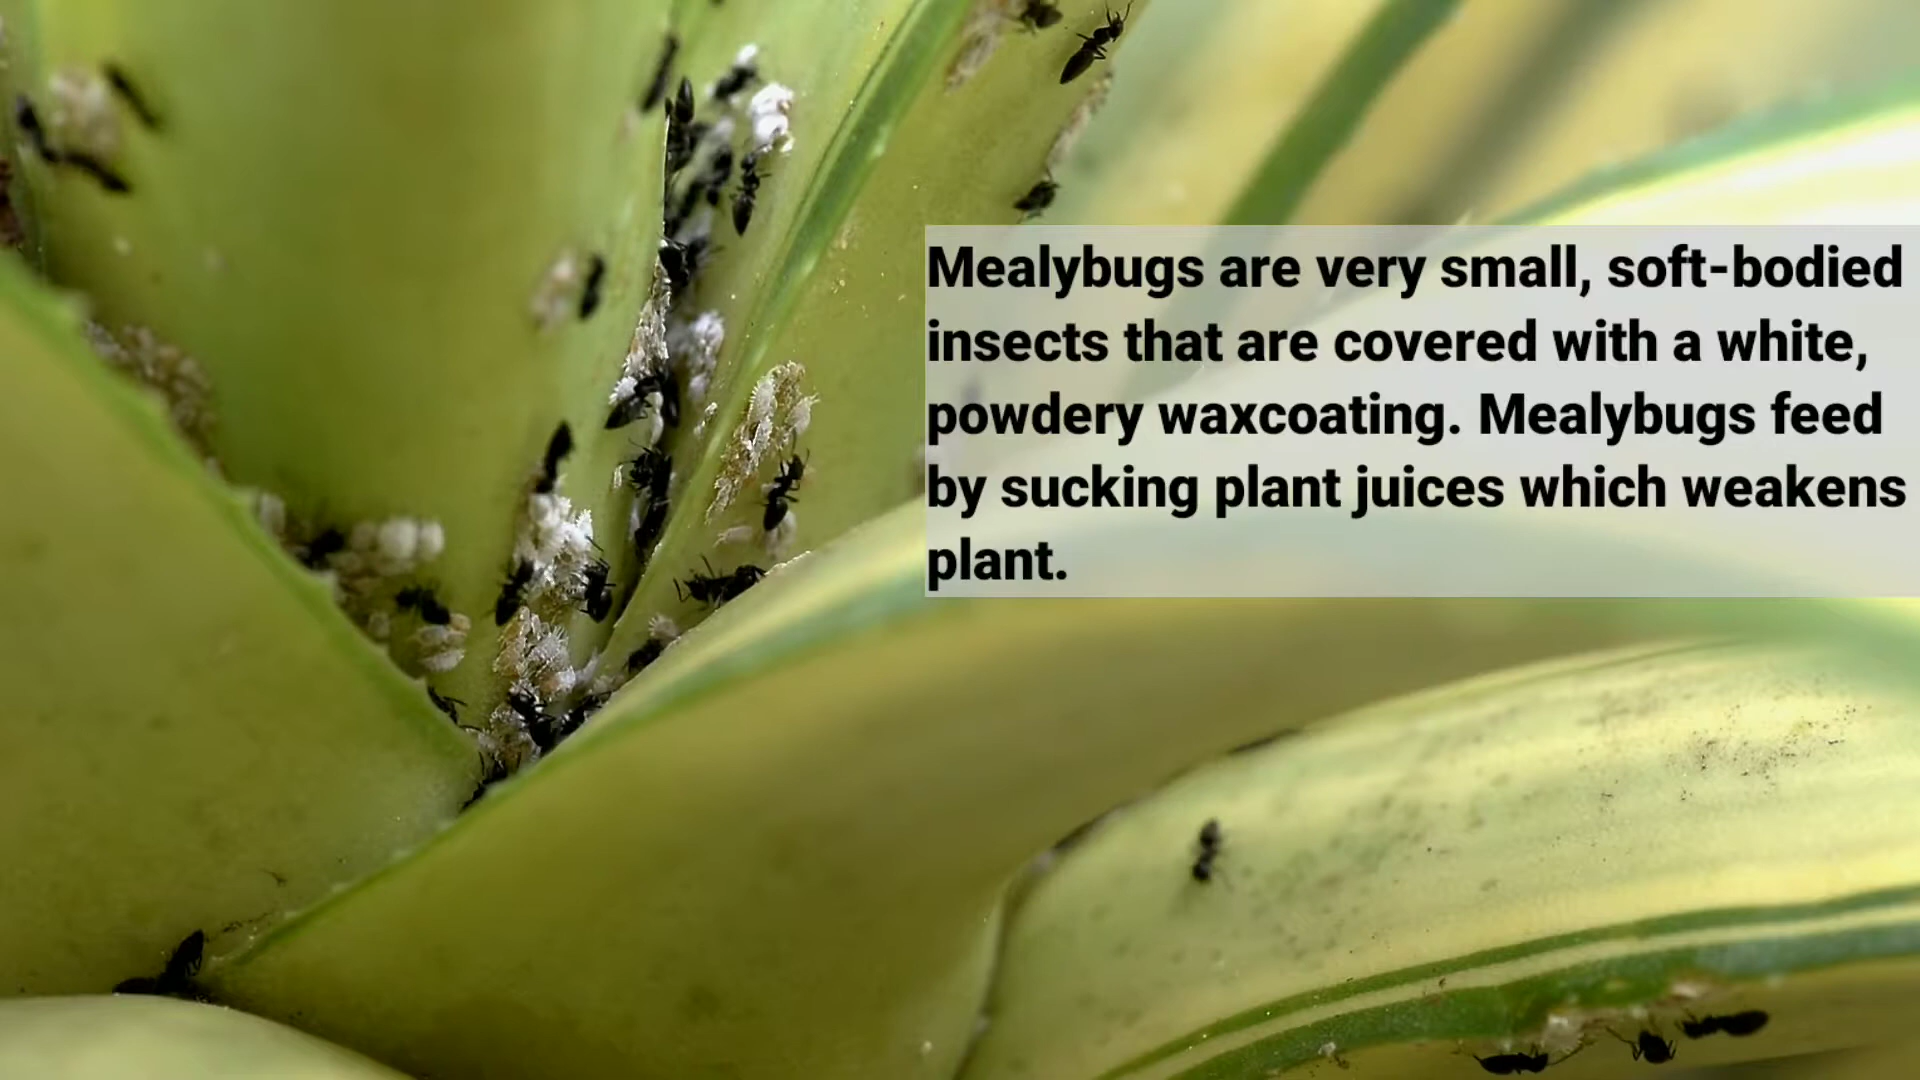 Mealybugs are very small, soft-bodied
insects that are covered with a white,
powdery waxcoating. Mealybugs feed
by sucking plant juices which weakens
plant.